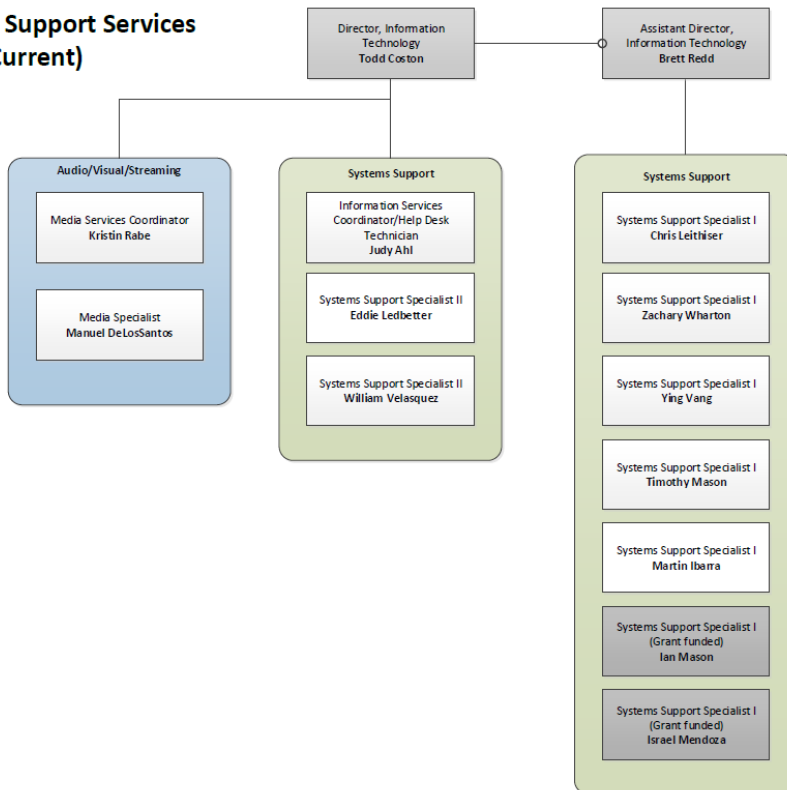 Support Services
Current)
Director, Information
Technology
Todd Coston
Assistant Director,
Information Technology
Brett Redd
Audio/Visual/Streaming
Media Services Coordinator
Kristin Rabe
Media Specialist
Manuel DeLosSantos
Systems Support
Information Services
Coordinator/Help Desk
Technician
Judy Ahl
Systems Support Specialist II
Eddie Ledbetter
Systems Support Specialist II
William Velasquez
Systems Support
Systems Support Specialist I
Chris Leithiser
Systems Support Specialist I
Zachary Wharton
Systems Support Specialist I
Ying Vang
Systems Support Specialist I
Timothy Mason
Systems Support Specialist I
Martin Ibarra
Systems Support Specialist I
(Grant funded)
Ian Mason
Systems Support Specialist I
(Grant funded)
Israel Mendoza